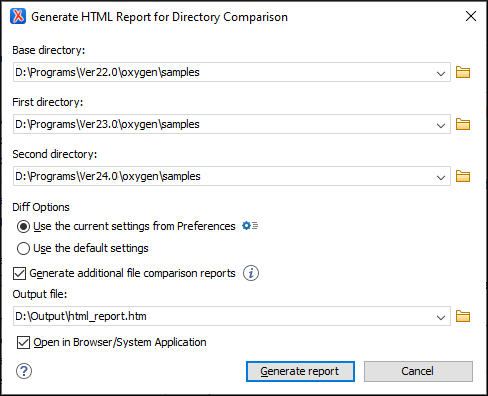 Generate HTML Report for Directory Comparison
Base directory:
D:\Programs\Ver22.0\oxygen\samples
First directory:
D:\Programs\Ver23.0\oxygen\samples
Second directory:
D:\Programs\Ver24.0\oxygen\samples
Diff Options
Use the current settings from Preferences
Use the default settings
Generate additional file comparison reports
Output file:
D:\Output\html_report.htm
Open in Browser/System Application
Generate report
Cancel